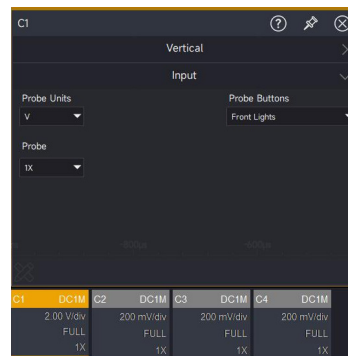 C1
Vertical
Input
Probe Units Probe Buttons
V Front Lights
Probe
1X
-800µs -600µs
C1 DC1M C2 DC1M C3 DC1M C4 DC1M
2.00 V/div 200 mV/div 200 mV/div 200 mV/div
FULL FULL FULL FULL
1X 1X 1X 1X